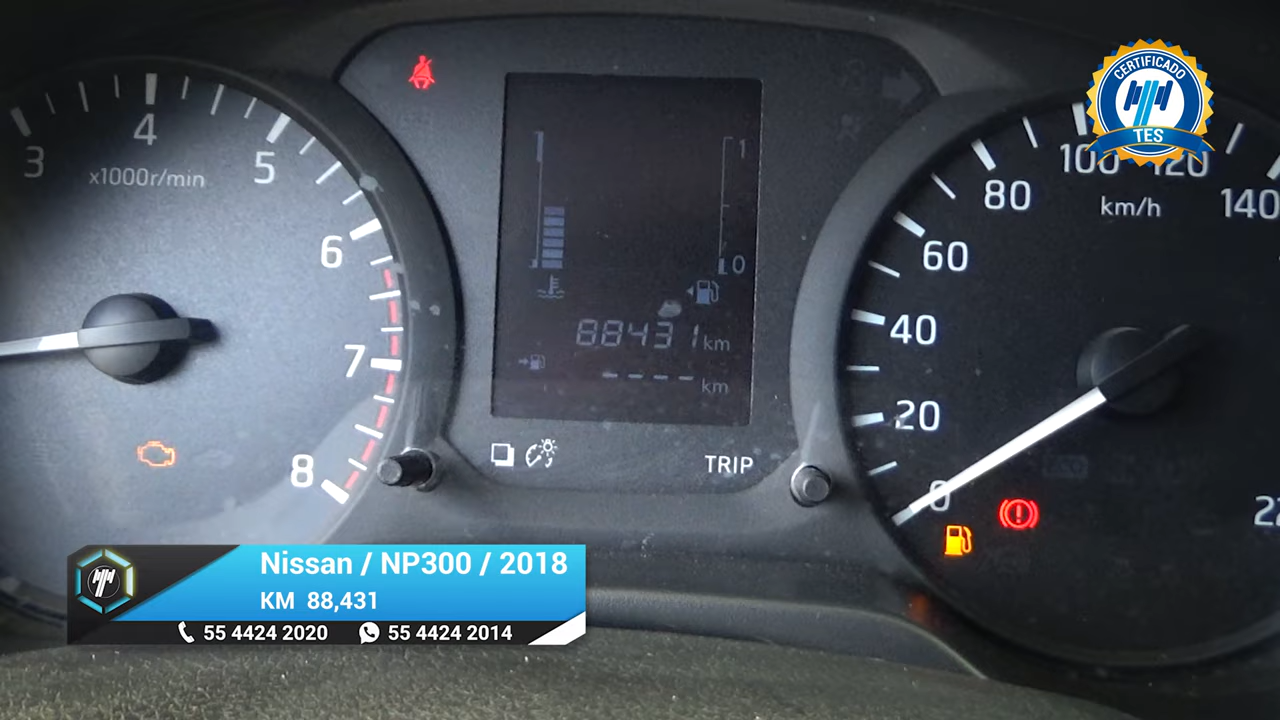 CERTIFICADO
TES
3
4
5
6
7
8
x1000r/min
1
0
88431 km
---- km
TRIP
0
20
40
60
80
100
120
140
km/h
Nissan / NP300 / 2018
KM 88,431
55 4424 2020 55 4424 2014